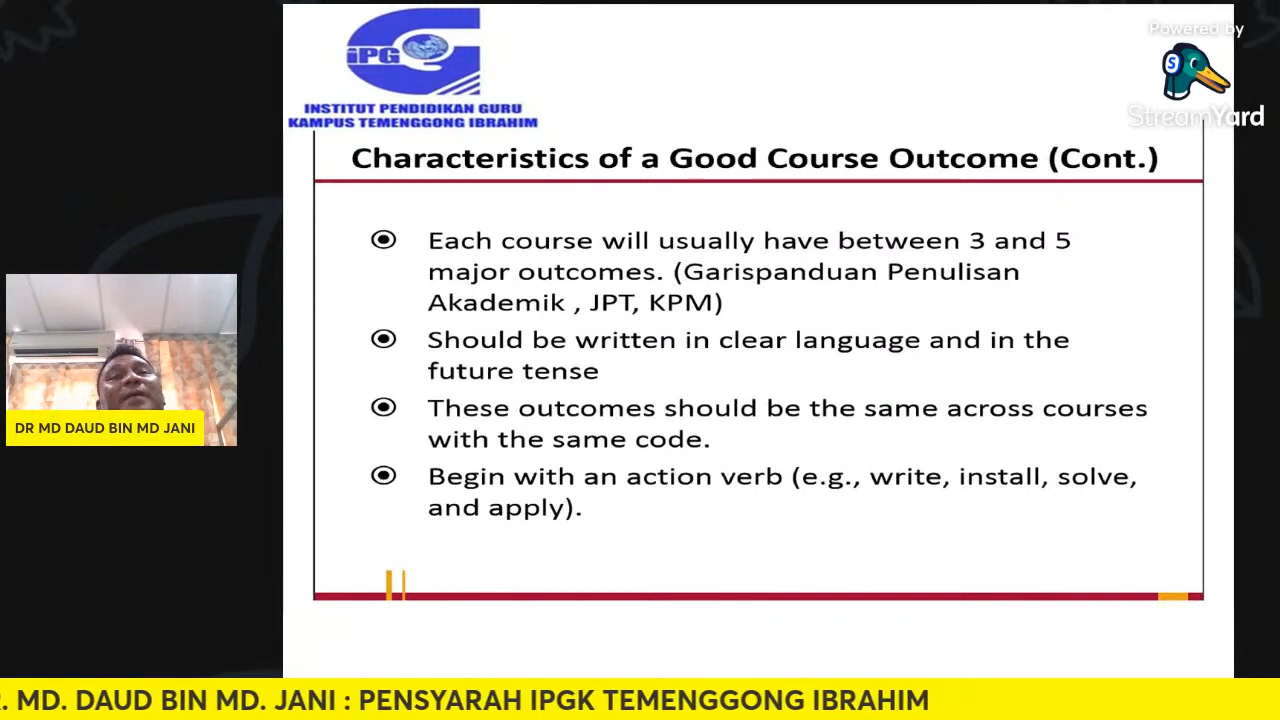 iPG
INSTITUT PENDIDIKAN GURU
KAMPUS TEMENGGONG IBRAHIM
Powered by
S
StreamYard
Characteristics of a Good Course Outcome (Cont.)
Each course will usually have between 3 and 5
major outcomes. (Garispanduan Penulisan
Akademik , JPT, KPM)
Should be written in clear language and in the
future tense
These outcomes should be the same across courses
with the same code.
Begin with an action verb (e.g., write, install, solve,
and apply).
DR MD DAUD BIN MD JANI
. MD. DAUD BIN MD. JANI : PENSYARAH IPGK TEMENGGONG IBRAHIM